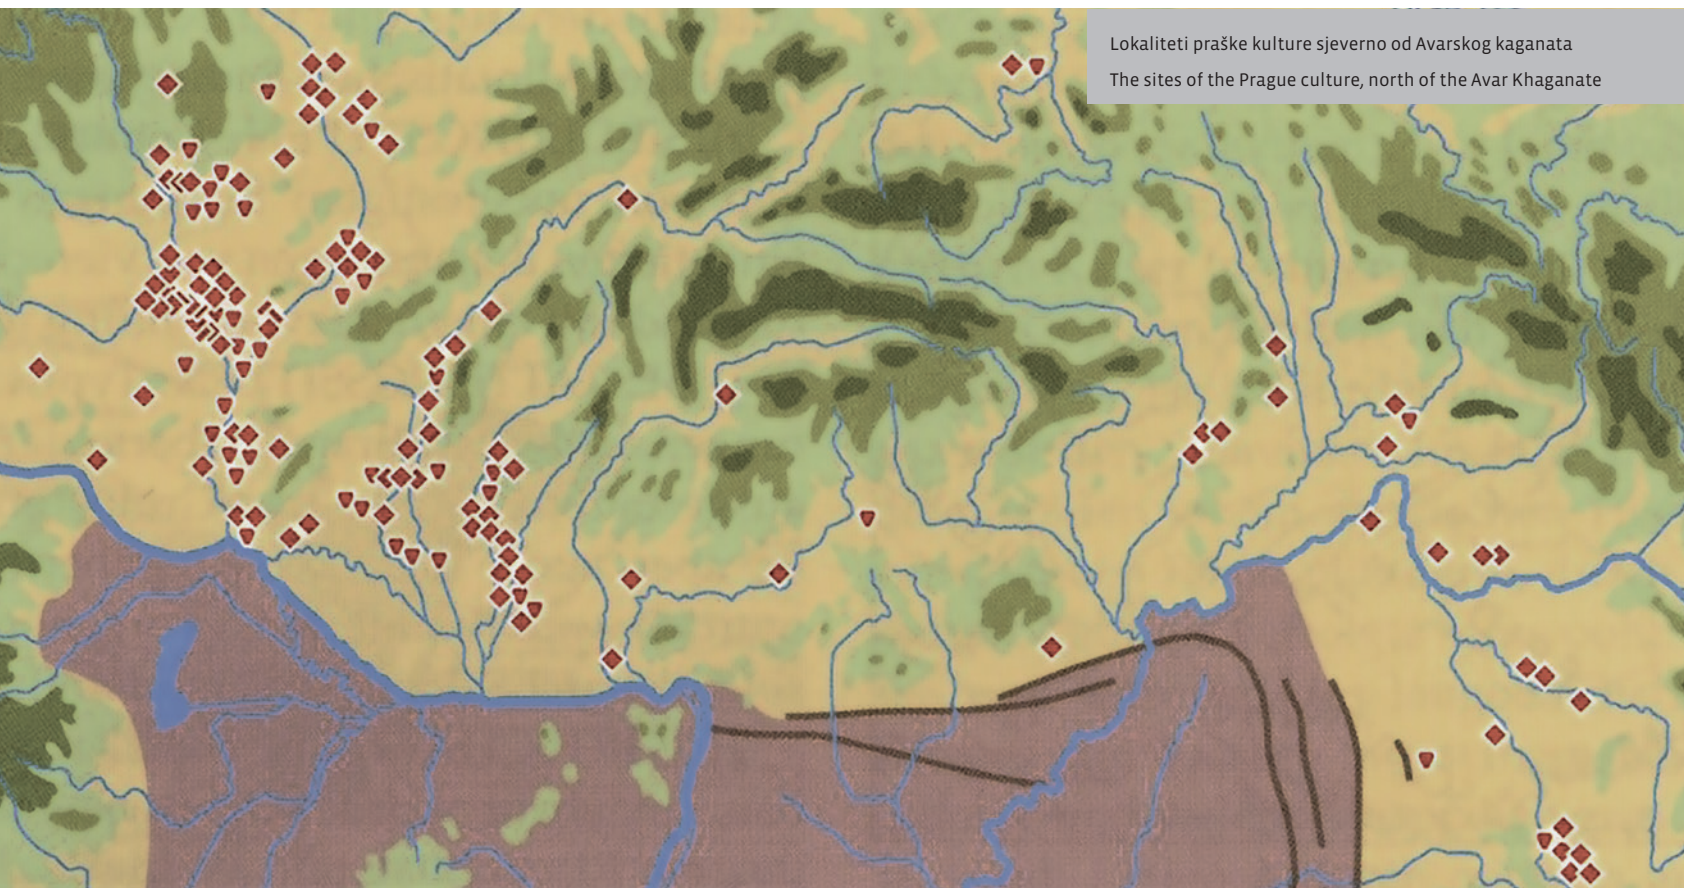 Lokaliteti praške kulture sjeverno od Avarskog kaganata
The sites of the Prague culture, north of the Avar Khaganate